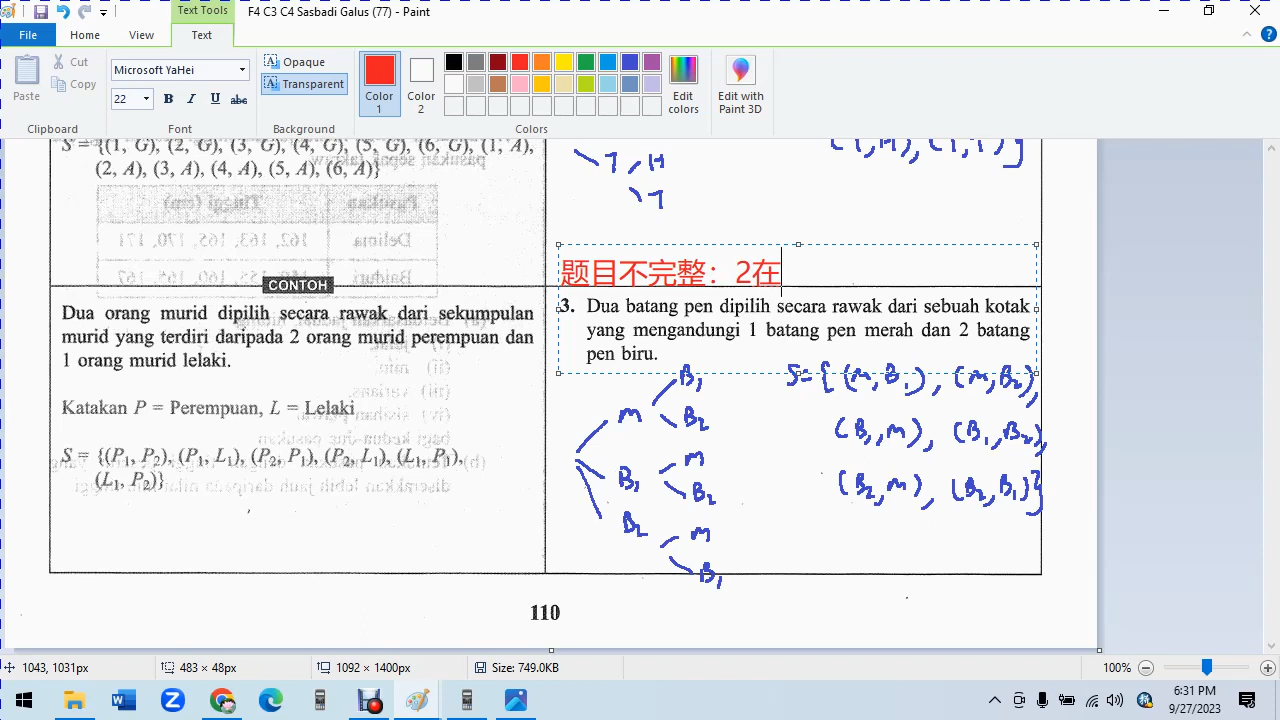 F4 C3 C4 Sasbadi Galus (77) - Paint
Text Tools
File
Home
View
Text
Paste
Cut
Copy
Clipboard
Microsoft YaHei
22
B I U abc
Font
Opaque
Transparent
Background
Color 1
Color 2
Edit colors
Colors
Edit with Paint 3D
S = {(1, G), (2, G), (3, G), (4, G), (5, G), (6, G), (1, A),
(2, A), (3, A), (4, A), (5, A), (6, A)}
T
H
T
(T,H), (T,T)}
CONTOH
Dua orang murid dipilih secara rawak dari sekumpulan
murid yang terdiri daripada 2 orang murid perempuan dan
1 orang murid lelaki.
Katakan P = Perempuan, L = Lelaki
S = {(P₁, P₂), (P₁, L₁), (P₂, P₁), (P₂, L₁), (L₁, P₁),
(L₁, P₂)}
题目不完整：2在
3. Dua batang pen dipilih secara rawak dari sebuah kotak
yang mengandungi 1 batang pen merah dan 2 batang
pen biru.
M
B₁
B₂
B₁
M
B₂
B₂
M
B₁
S={(M,B₁), (M,B₂),
(B₁,M), (B₁,B₂),
(B₂,M), (B₂,B₁)}
110
1043, 1031px
483 × 48px
1092 × 1400px
Size: 749.0KB
100%
6:31 PM
9/27/2023